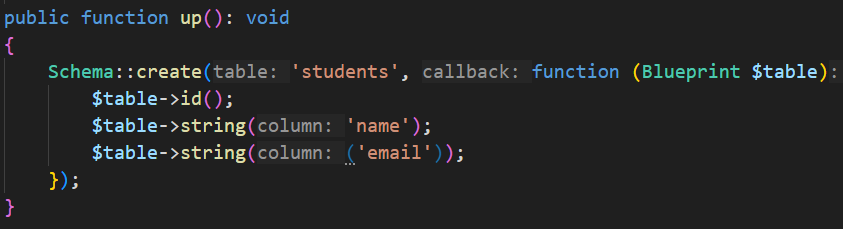 public function up(): void
{
    Schema::create(table: 'students', callback: function (Blueprint $table):
        $table->id();
        $table->string(column: 'name');
        $table->string(column: ('email'));
    });
}